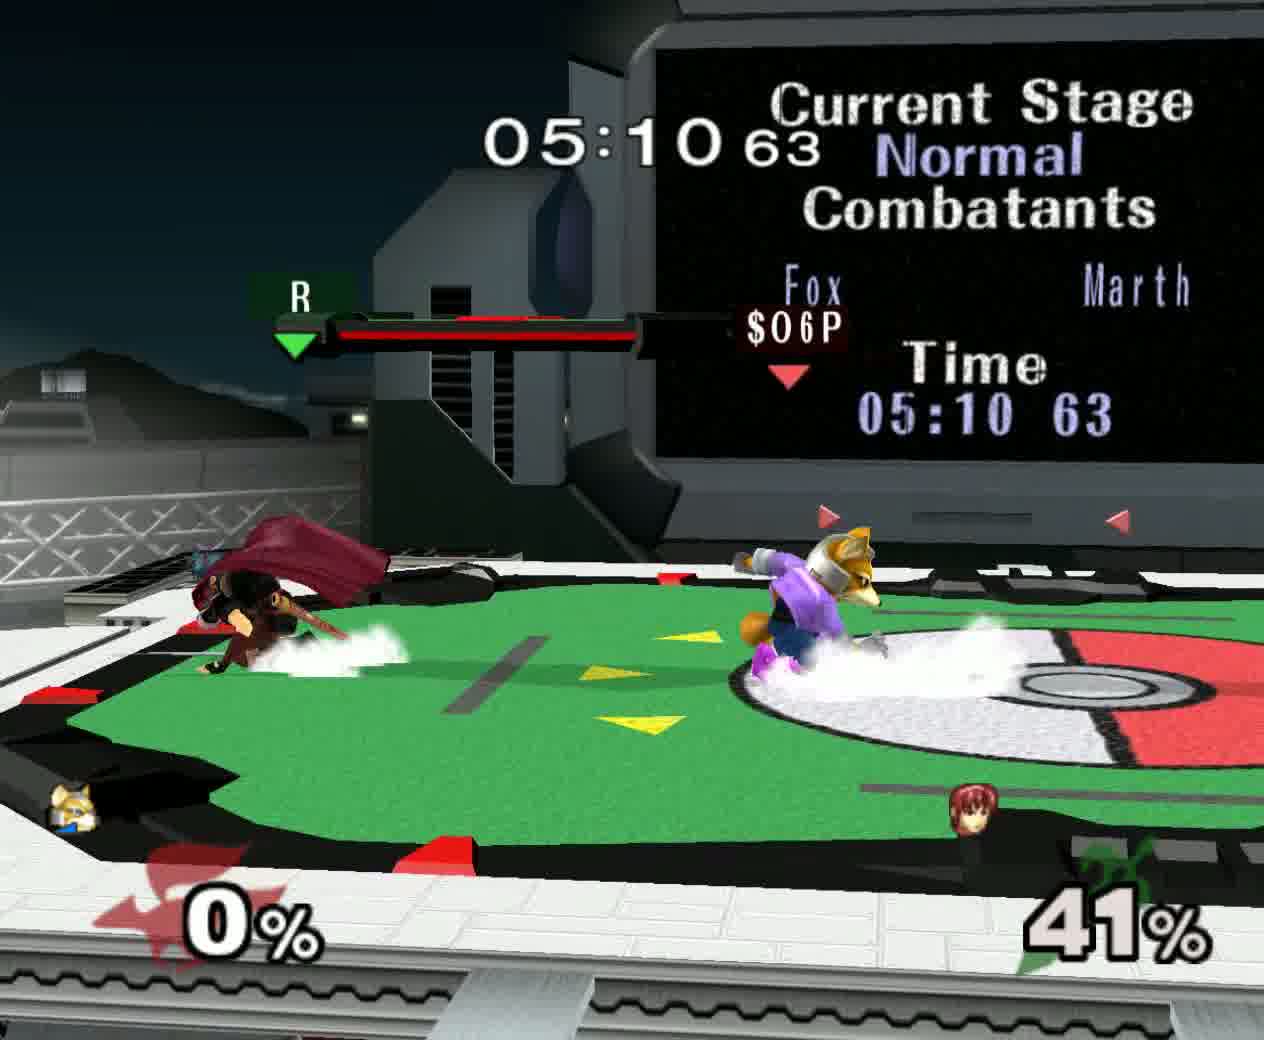 Current Stage
05:10 63
Normal
Combatants
R
Fox Marth
$06P
Time
05:10 63
0%
41%